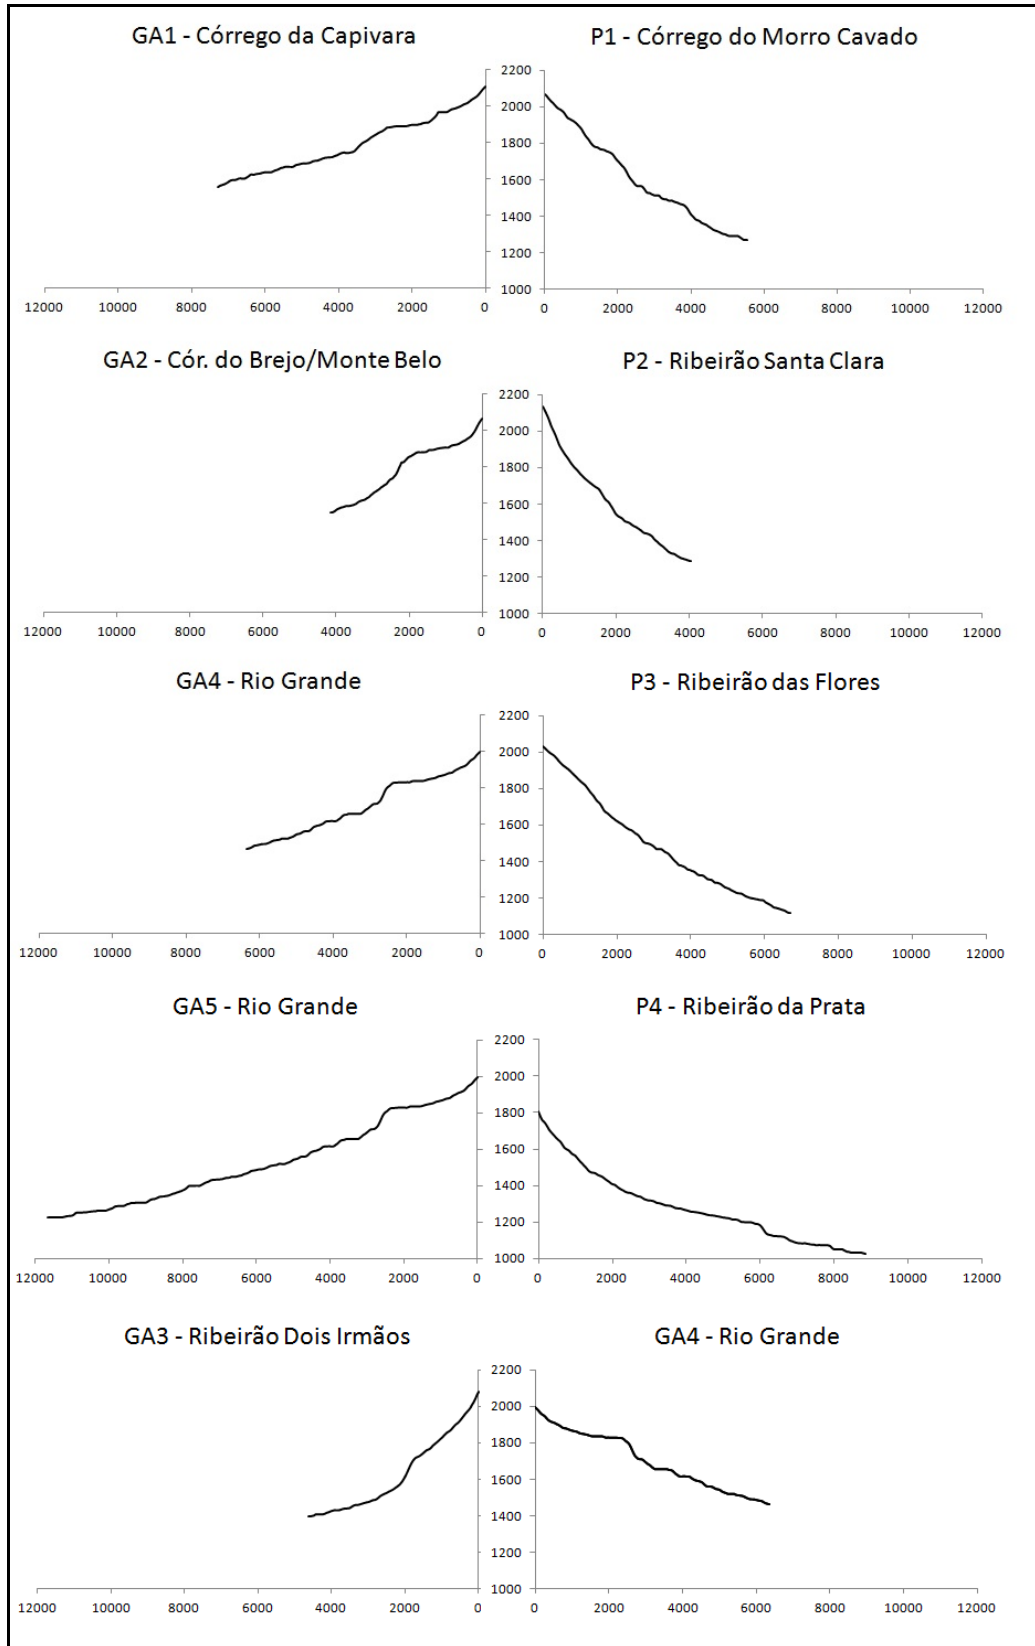 GA1 - Córrego da Capivara
P1 - Córrego do Morro Cavado
2200
2000
1800
1600
1400
1200
1000
12000 10000 8000 6000 4000 2000 0
0 2000 4000 6000 8000 10000 12000
GA2 - Cór. do Brejo/Monte Belo
P2 - Ribeirão Santa Clara
2200
2000
1800
1600
1400
1200
1000
12000 10000 8000 6000 4000 2000 0
0 2000 4000 6000 8000 10000 12000
GA4 - Rio Grande
P3 - Ribeirão das Flores
2200
2000
1800
1600
1400
1200
1000
12000 10000 8000 6000 4000 2000 0
0 2000 4000 6000 8000 10000 12000
GA5 - Rio Grande
P4 - Ribeirão da Prata
2200
2000
1800
1600
1400
1200
1000
12000 10000 8000 6000 4000 2000 0
0 2000 4000 6000 8000 10000 12000
GA3 - Ribeirão Dois Irmãos
GA4 - Rio Grande
2200
2000
1800
1600
1400
1200
1000
12000 10000 8000 6000 4000 2000 0
0 2000 4000 6000 8000 10000 12000